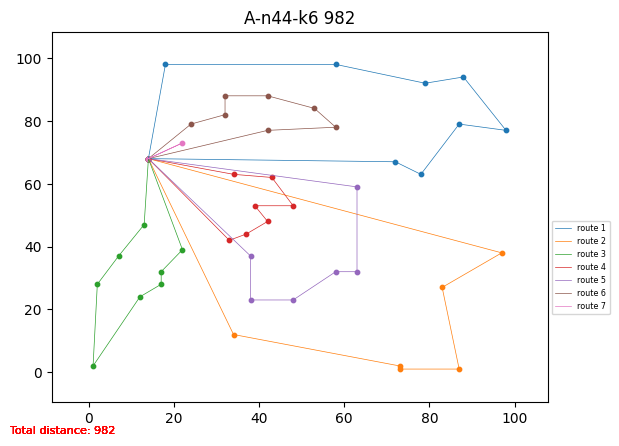 A-n44-k6 982
100
80
60
40
20
0
0 20 40 60 80 100
route 1
route 2
route 3
route 4
route 5
route 6
route 7
Total distance: 982